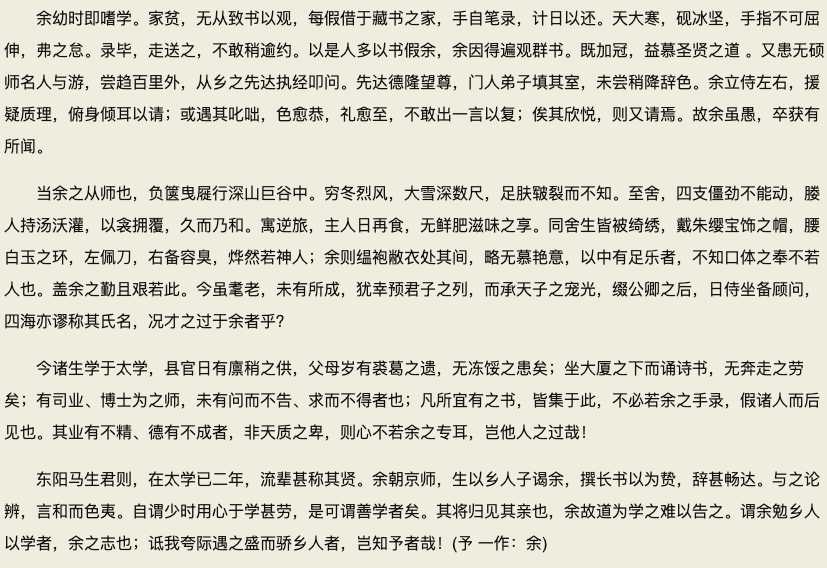 余幼时即嗜学。家贫，无从致书以观，每假借于藏书之家，手自笔录，计日以还。天大寒，砚冰坚，手指不可屈
伸，弗之怠。录毕，走送之，不敢稍逾约。以是人多以书假余，余因得遍观群书。既加冠，益慕圣贤之道 。又患无硕
师名人与游，尝趋百里外，从乡之先达执经叩问。先达德隆望尊，门人弟子填其室，未尝稍降辞色。余立侍左右，援
疑质理，俯身倾耳以请；或遇其叱咄，色愈恭，礼愈至，不敢出一言以复；俟其欣悦，则又请焉。故余虽愚，卒获有
所闻。
当余之从师也，负箧曳屣行深山巨谷中。穷冬烈风，大雪深数尺，足肤皲裂而不知。至舍，四支僵劲不能动，媵
人持汤沃灌，以衾拥覆，久而乃和。寓逆旅，主人日再食，无鲜肥滋味之享。同舍生皆被绮绣，戴朱缨宝饰之帽，腰
白玉之环，左佩刀，右备容臭，烨然若神人；余则缊袍敝衣处其间，略无慕艳意，以中有足乐者，不知口体之奉不若
人也。盖余之勤且艰若此。今虽耄老，未有所成，犹幸预君子之列，而承天子之宠光，缀公卿之后，日侍坐备顾问，
四海亦谬称其氏名，况才之过于余者乎?
今诸生学于太学，县官日有廪稍之供，父母岁有裘葛之遗，无冻馁之患矣；坐大厦之下而诵诗书，无奔走之劳
矣；有司业、博士为之师，未有问而不告、求而不得者也；凡所宜有之书，皆集于此，不必若余之手录，假诸人而后
见也。其业有不精、德有不成者，非天质之卑，则心不若余之专耳，岂他人之过哉！
东阳马生君则，在太学已二年，流辈甚称其贤。余朝京师，生以乡人子谒余，撰长书以为贽，辞甚畅达。与之论
辨，言和而色夷。自谓少时用心于学甚劳，是可谓善学者矣。其将归见其亲也，余故道为学之难以告之。谓余勉乡人
以学者，余之志也；诋我夸际遇之盛而骄乡人者，岂知予者哉！(予 一作：余)